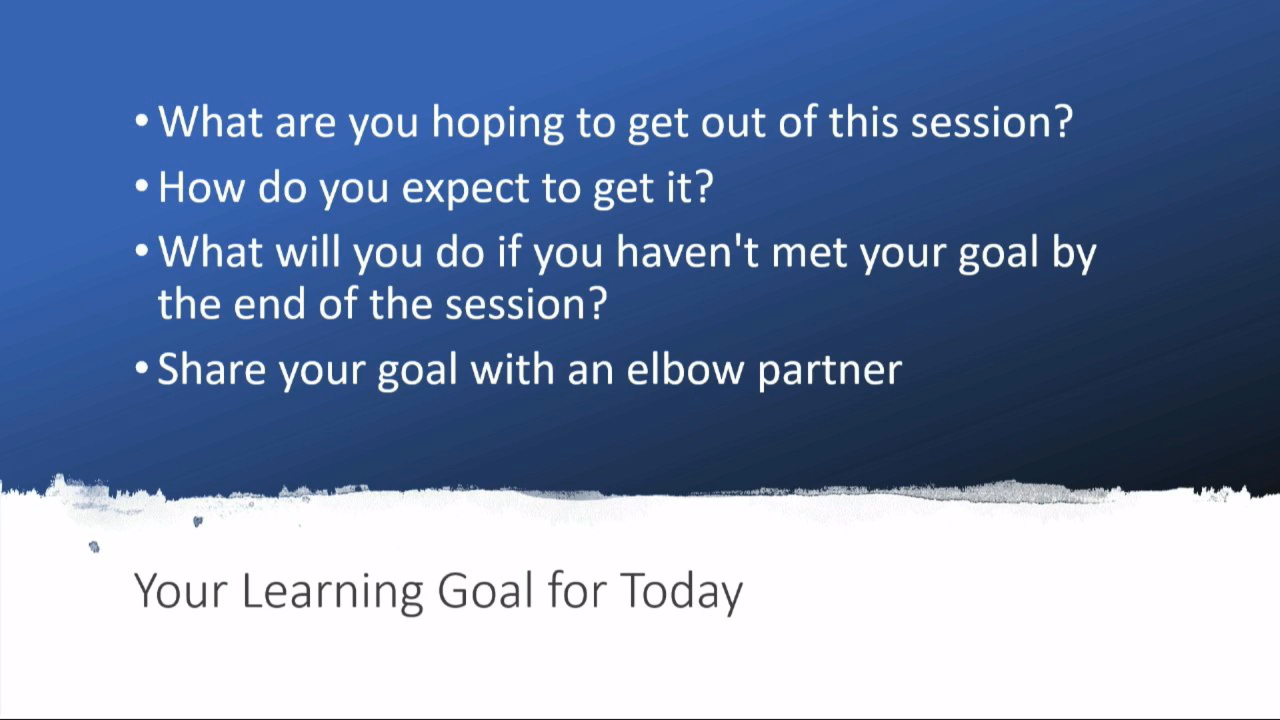 • What are you hoping to get out of this session?
• How do you expect to get it?
• What will you do if you haven't met your goal by
the end of the session?
• Share your goal with an elbow partner
Your Learning Goal for Today